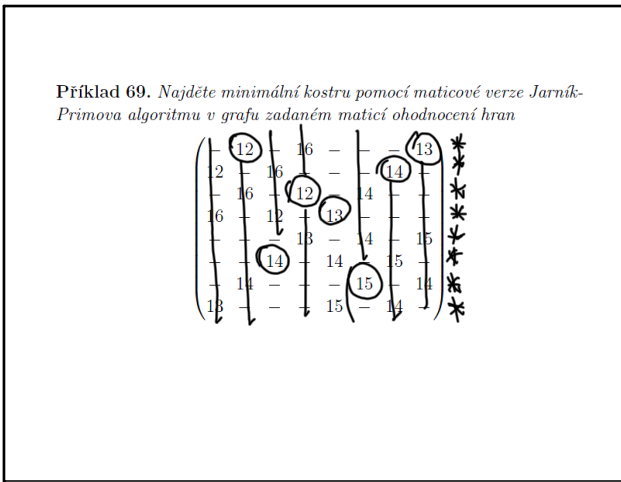 Příklad 69. Najděte minimální kostru pomocí maticové verze Jarník-
Primova algoritmu v grafu zadaném maticí ohodnocení hran
– 12 – 16 – – – 13 *
12 – 16 – – – 14 – *
– 16 – 12 – 14 – – *
16 – 12 – 13 – – – *
– – – 13 – 14 – 15 *
– – 14 – 14 – 15 – *
– 14 – – – 15 – 14 *
13 – – – 15 – 14 – *